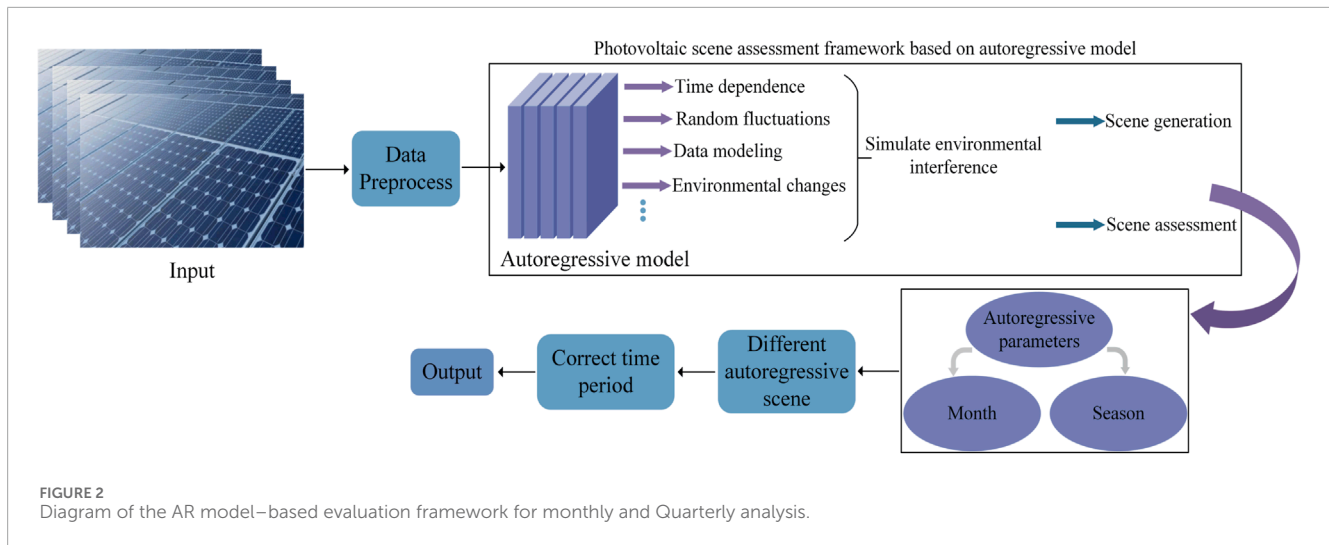 Photovoltaic scene assessment framework based on autoregressive model
Input
Data
Preprocess
Time dependence
Random fluctuations
Data modeling
Environmental changes
Autoregressive model
Simulate environmental
interference
Scene generation
Scene assessment
Autoregressive
parameters
Month
Season
Different
autoregressive
scene
Correct time
period
Output
FIGURE 2
Diagram of the AR model–based evaluation framework for monthly and Quarterly analysis.